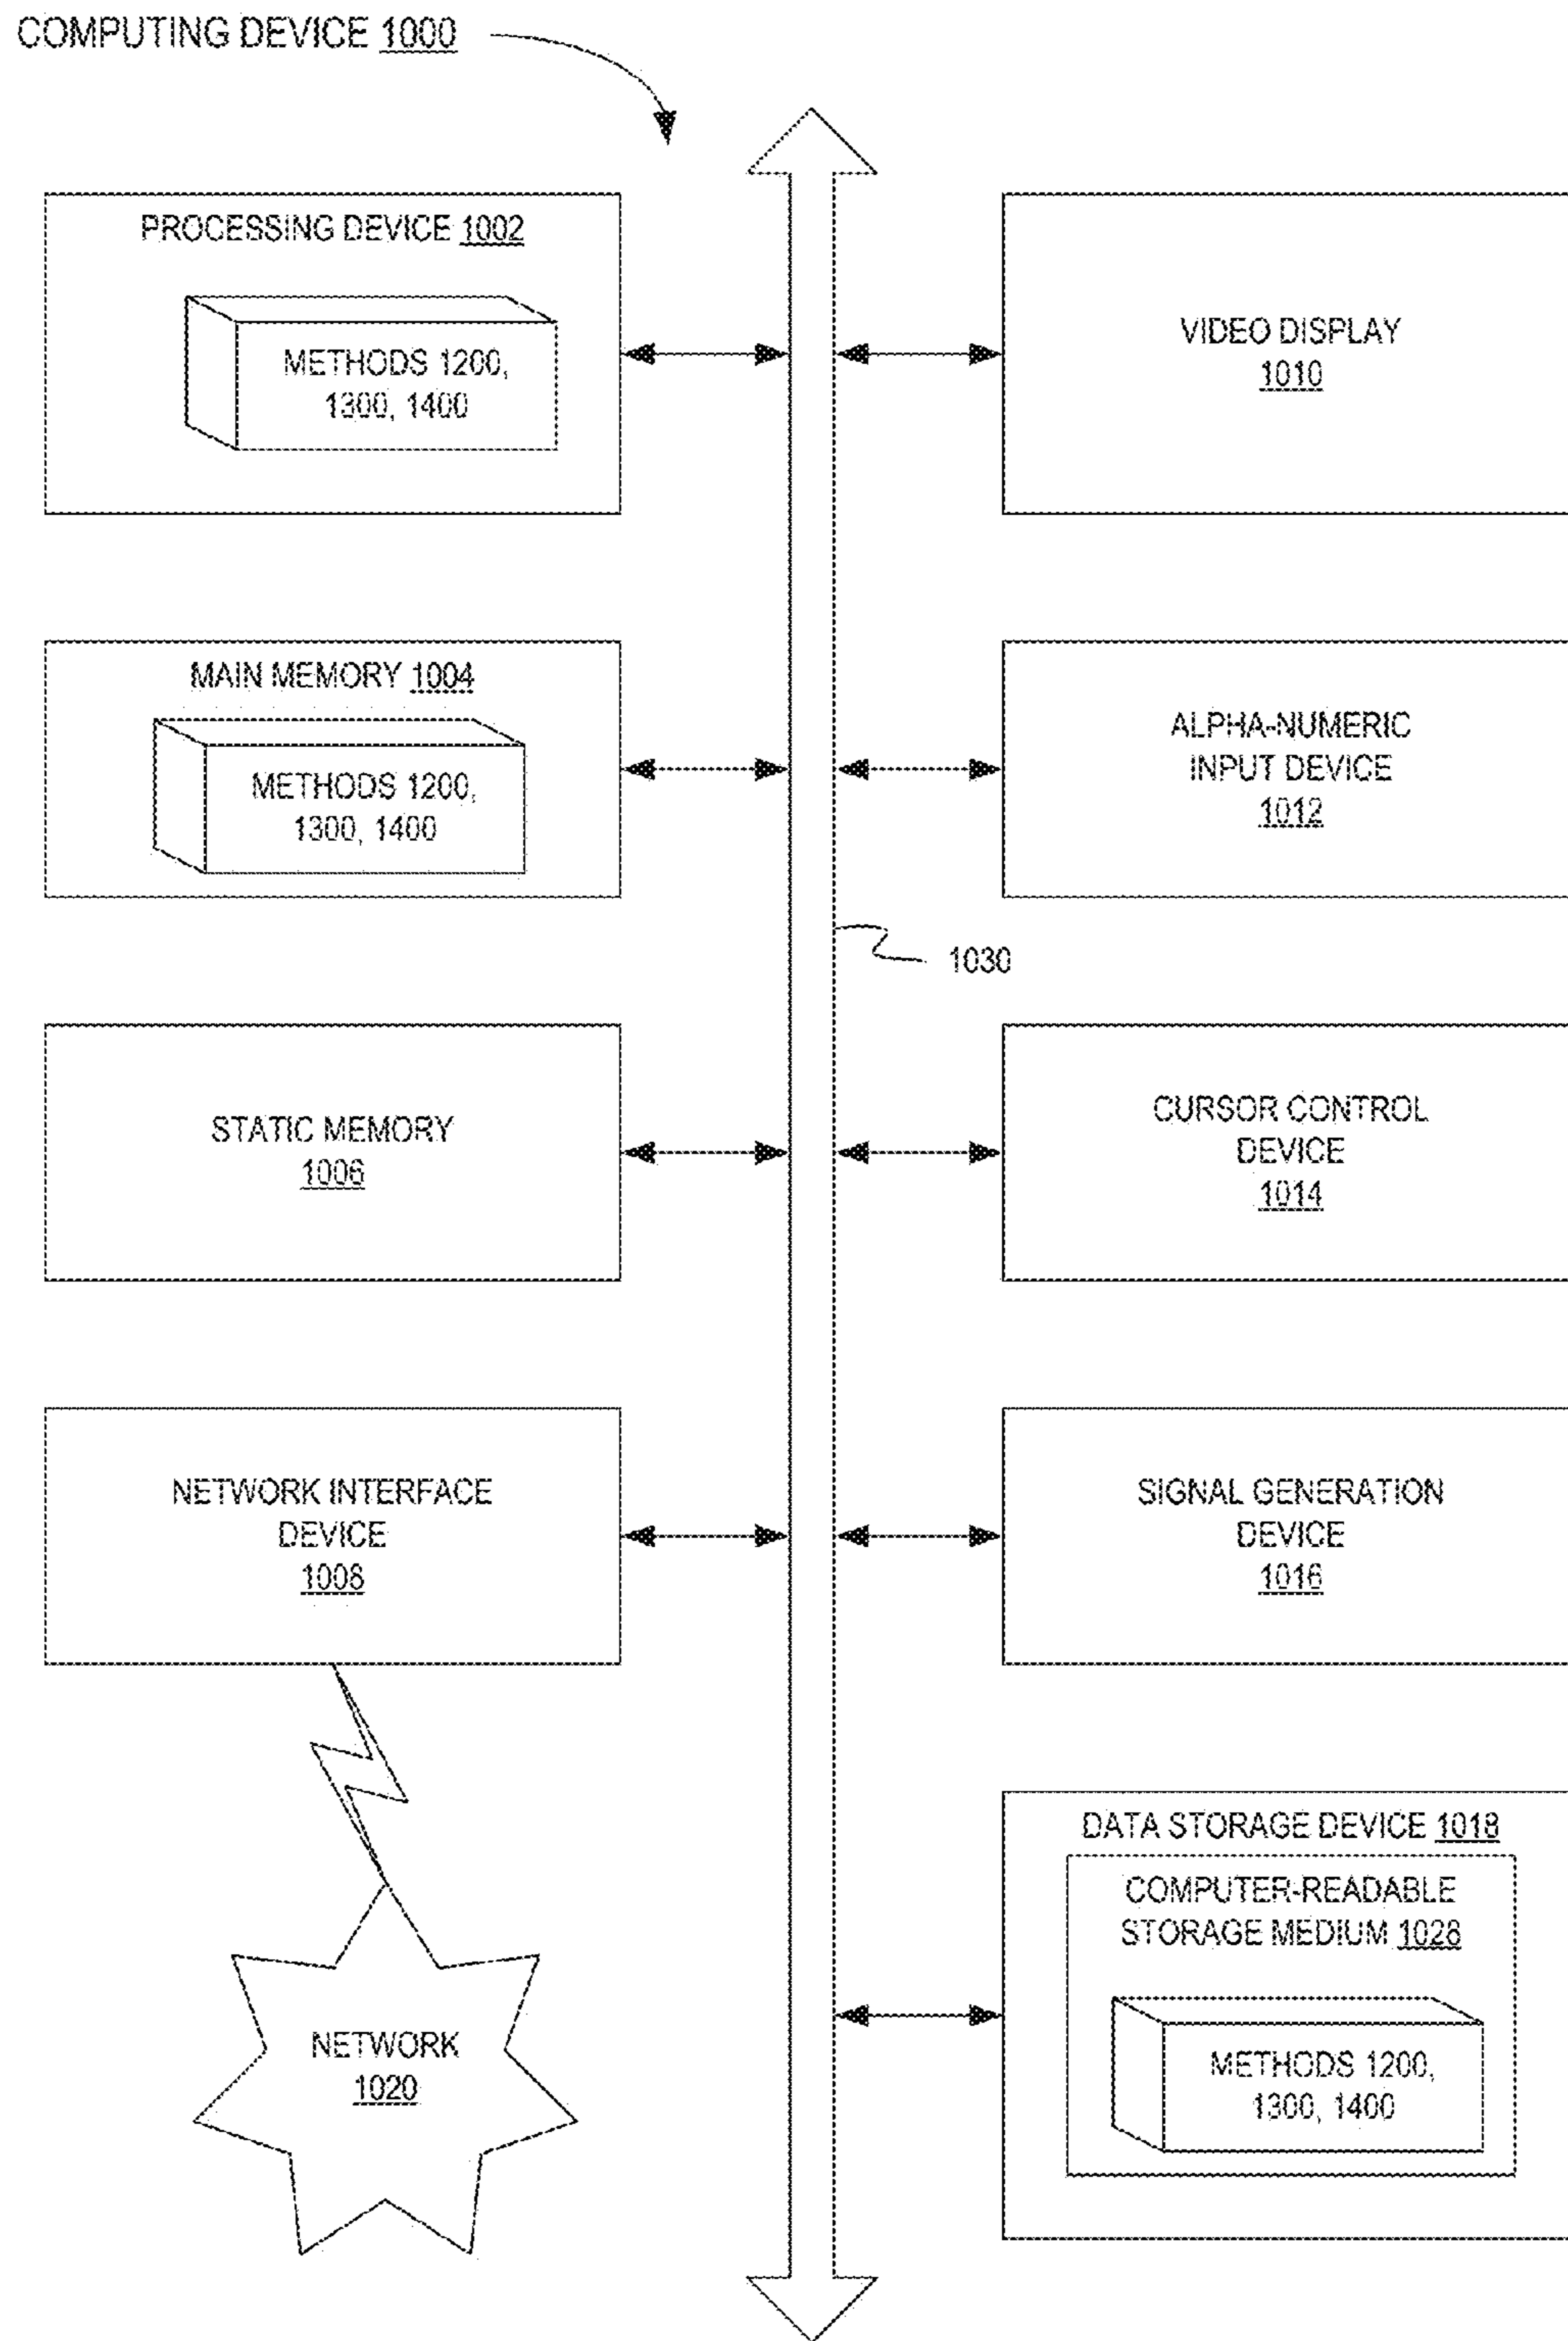 COMPUTING DEVICE 1000
PROCESSING DEVICE 1002
METHODS 1200,
1300, 1400
VIDEO DISPLAY
1010
MAIN MEMORY 1004
METHODS 1200,
1300, 1400
ALPHA-NUMERIC
INPUT DEVICE
1012
1030
STATIC MEMORY
1006
CURSOR CONTROL
DEVICE
1014
NETWORK INTERFACE
DEVICE
1008
SIGNAL GENERATION
DEVICE
1016
DATA STORAGE DEVICE 1018
COMPUTER-READABLE
STORAGE MEDIUM 1028
METHODS 1200,
1300, 1400
NETWORK
1020